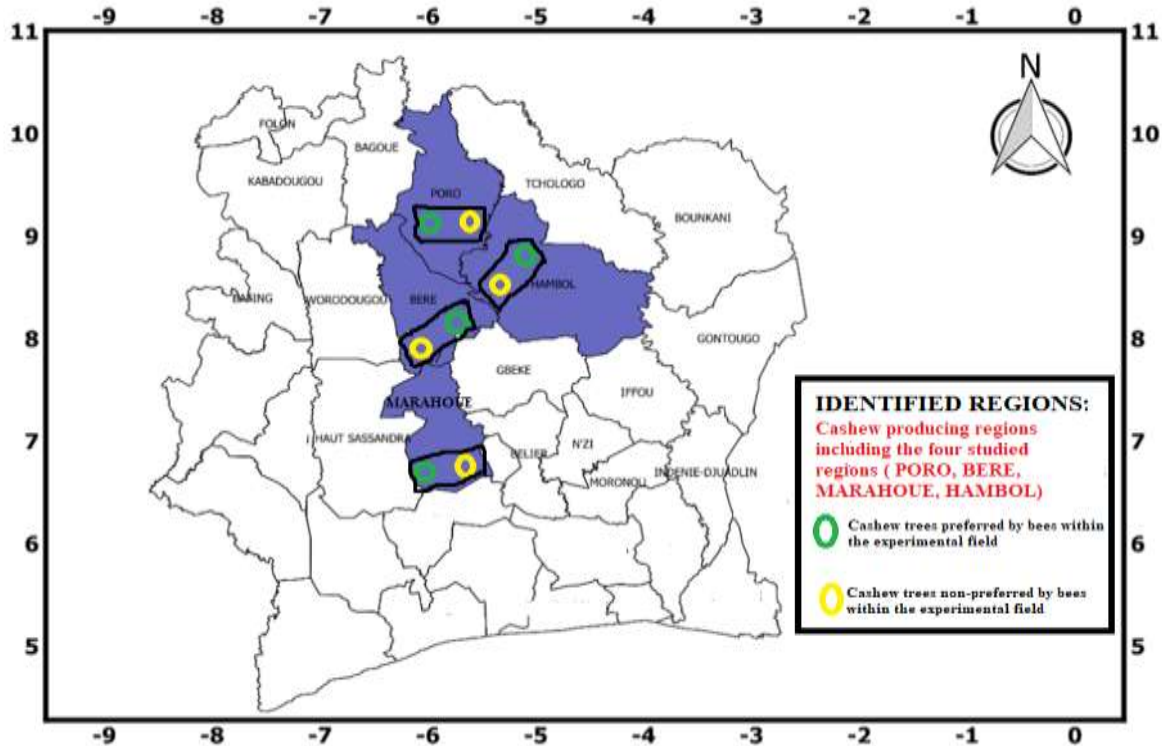 -9 -8 -7 -6 -5 -4 -3 -2 -1 0
11 11
N
10 10
FOLON
BAGOUE
KABADOUGOU
TCHOLOGO
PORO
BOUNKANI
9 9
HAMBOL
BERE
WORODOUGOU
8 8
GONTOUGO
GBEKE
IFFOU
MARAHOUE
IDENTIFIED REGIONS:
Cashew producing regions
including the four studied
regions ( PORO, BERE,
MARAHOUE, HAMBOL)
7 7
HAUT SASSANDRA
N'ZI
MORONOU
Cashew trees preferred by bees within
the experimental field
6 6
Cashew trees non-preferred by bees
within the experimental field
5 5
-9 -8 -7 -6 -5 -4 -3 -2 -1 0